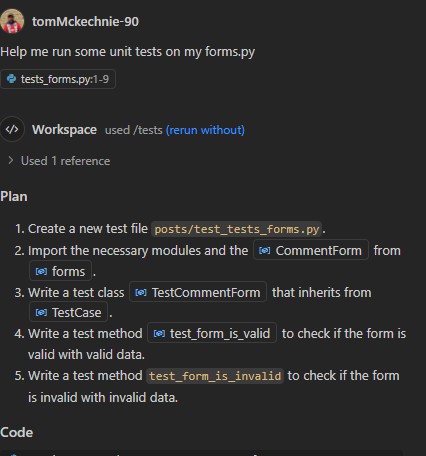 tomMckechnie-90
Help me run some unit tests on my forms.py
tests_forms.py:1-9
Workspace used /tests (rerun without)
Used 1 reference
Plan
1. Create a new test file posts/test_tests_forms.py.
2. Import the necessary modules and the CommentForm from
forms .
3. Write a test class TestCommentForm that inherits from
TestCase .
4. Write a test method test_form_is_valid to check if the form is
valid with valid data.
5. Write a test method test_form_is_invalid to check if the form
is invalid with invalid data.
Code